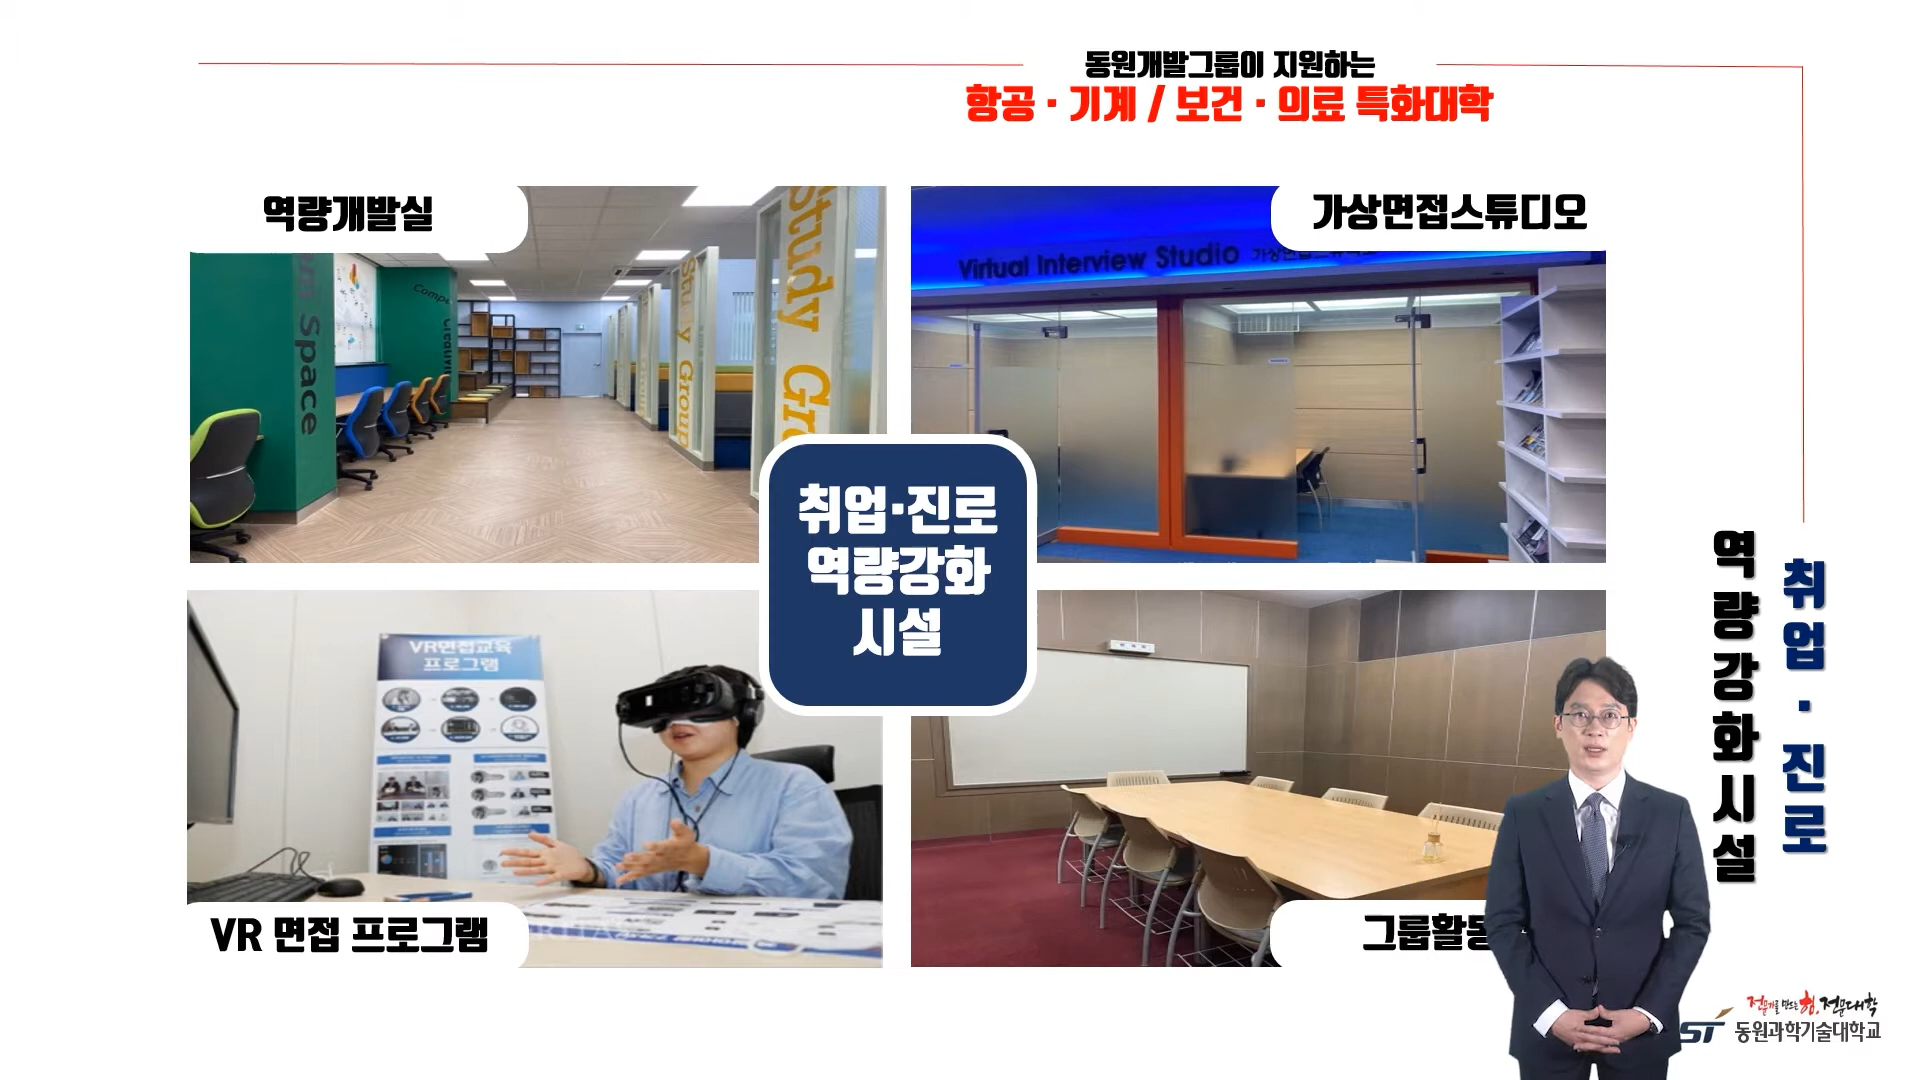 동원개발그룹이 지원하는
항공 · 기계 / 보건 · 의료 특화대학
역량개발실
가상면접스튜디오
Space
Study Gro
Study Group
Virtual Interview Studio
취업·진로
역량강화
시설
VR면접교육
프로그램
VR 면접 프로그램
그룹활동
취업 · 진로
역량강화시설
전문가를 만드는 힘, 전문대학
ST 동원과학기술대학교